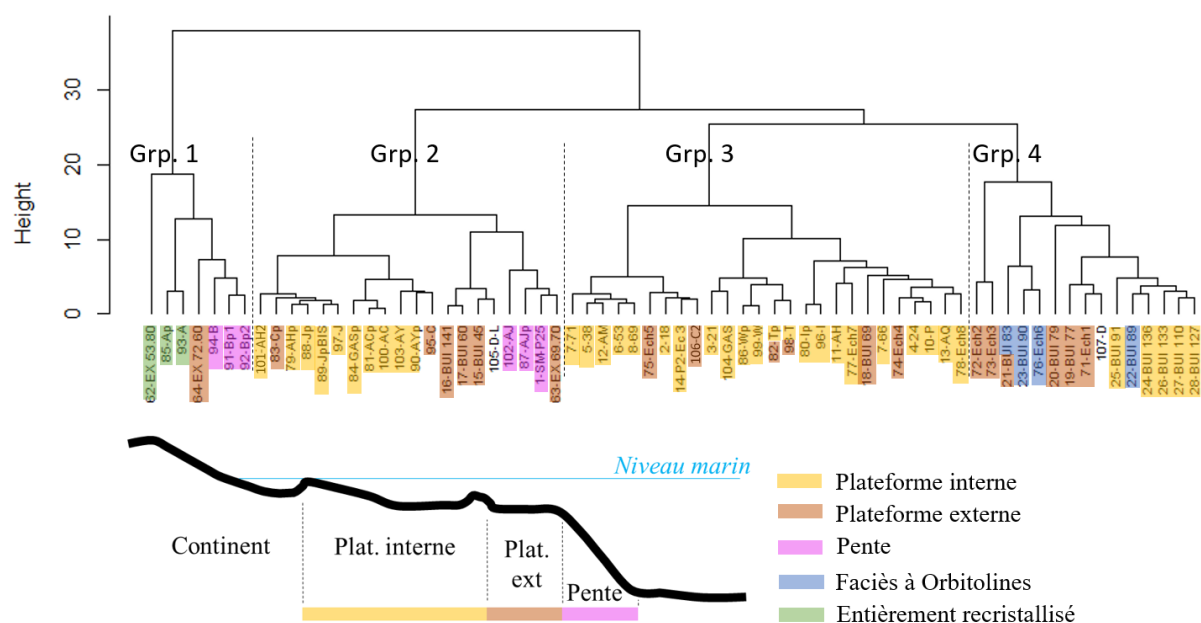 30
20
10
0
Height
Grp. 1
Grp. 2
Grp. 3
Grp. 4
62-EX 53.80
85-Ap
93-A
64-EX 72.60
94-B
91-Bp1
92-Bp2
101-AH2
83-Cp
79-AHp
88-Jp
89-JpBIS
97-J
84-GASp
81-ACp
100-AC
103-AY
90-AYp
95-C
16-BUI 141
17-BUI 60
15-BUI 45
105-D-L
102-AJ
87-AJp
1-SM-P25
63-EX 69.70
7-71
5-38
12-AM
6-53
8-69
75-Ech5
2-18
14-P2-Ec 3
106-C2
3-21
104-GAS
86-Wp
99-W
82-Tp
98-T
80-Ip
96-I
11-AH
77-Ech7
18-BUI 69
7-66
74-Ech4
4-24
10-P
13-AQ
78-Ech8
72-Ech2
73-Ech3
21-BUI 83
23-BUI 90
76-Ech6
20-BUI 79
19-BUI 77
71-Ech1
107-D
25-BUI 91
22-BUI 89
24-BUI 136
26-BUI 133
27-BUI 110
28-BUI 127
Niveau marin
Continent
Plat. interne
Plat.
ext
Pente
Plateforme interne
Plateforme externe
Pente
Faciès à Orbitolines
Entièrement recristallisé